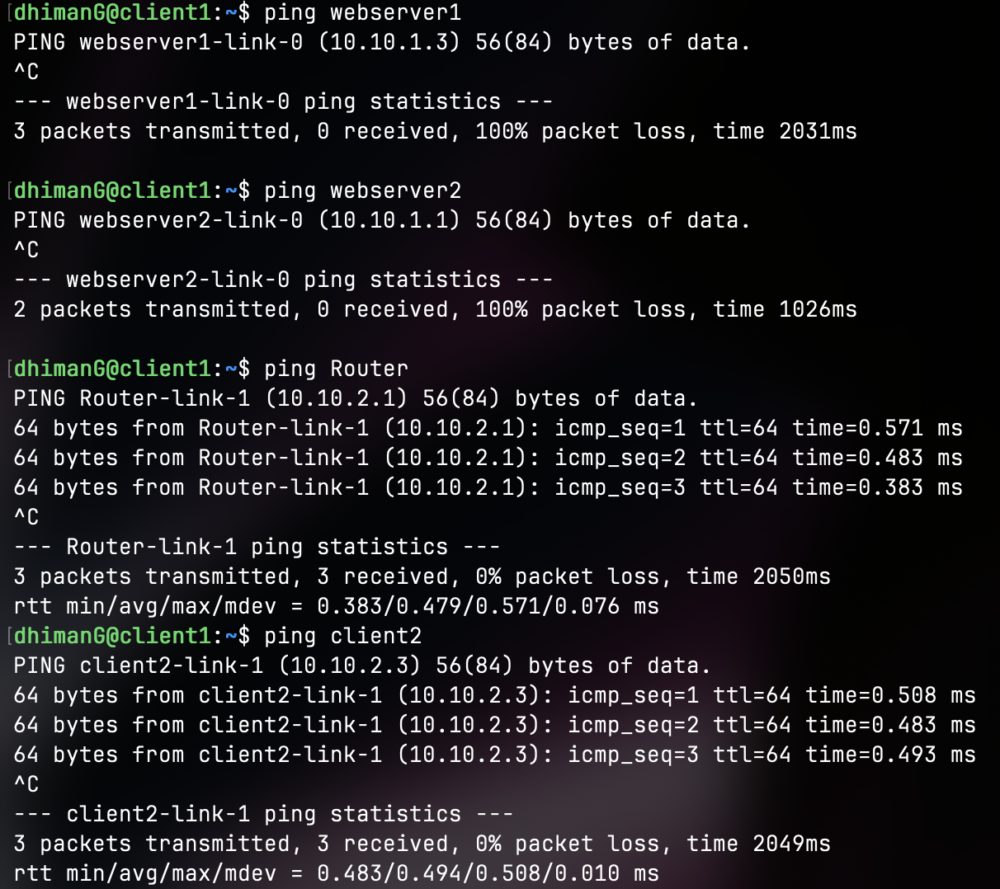 [dhimanG@client1:~$ ping webserver1
PING webserver1-link-0 (10.10.1.3) 56(84) bytes of data.
^C
--- webserver1-link-0 ping statistics ---
3 packets transmitted, 0 received, 100% packet loss, time 2031ms

[dhimanG@client1:~$ ping webserver2
PING webserver2-link-0 (10.10.1.1) 56(84) bytes of data.
^C
--- webserver2-link-0 ping statistics ---
2 packets transmitted, 0 received, 100% packet loss, time 1026ms

[dhimanG@client1:~$ ping Router
PING Router-link-1 (10.10.2.1) 56(84) bytes of data.
64 bytes from Router-link-1 (10.10.2.1): icmp_seq=1 ttl=64 time=0.571 ms
64 bytes from Router-link-1 (10.10.2.1): icmp_seq=2 ttl=64 time=0.483 ms
64 bytes from Router-link-1 (10.10.2.1): icmp_seq=3 ttl=64 time=0.383 ms
^C
--- Router-link-1 ping statistics ---
3 packets transmitted, 3 received, 0% packet loss, time 2050ms
rtt min/avg/max/mdev = 0.383/0.479/0.571/0.076 ms
[dhimanG@client1:~$ ping client2
PING client2-link-1 (10.10.2.3) 56(84) bytes of data.
64 bytes from client2-link-1 (10.10.2.3): icmp_seq=1 ttl=64 time=0.508 ms
64 bytes from client2-link-1 (10.10.2.3): icmp_seq=2 ttl=64 time=0.483 ms
64 bytes from client2-link-1 (10.10.2.3): icmp_seq=3 ttl=64 time=0.493 ms
^C
--- client2-link-1 ping statistics ---
3 packets transmitted, 3 received, 0% packet loss, time 2049ms
rtt min/avg/max/mdev = 0.483/0.494/0.508/0.010 ms